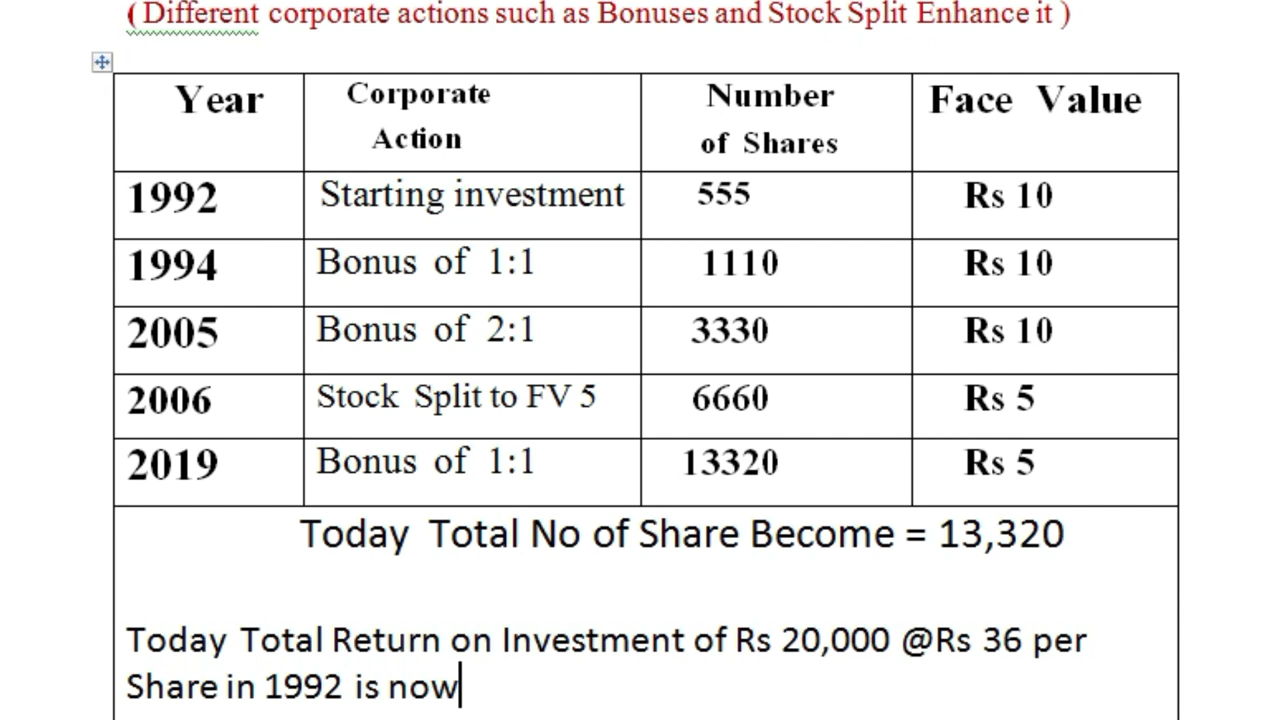 ( Different corporate actions such as Bonuses and Stock Split Enhance it )
Year Corporate Action Number of Shares Face Value
1992 Starting investment 555 Rs 10
1994 Bonus of 1:1 1110 Rs 10
2005 Bonus of 2:1 3330 Rs 10
2006 Stock Split to FV 5 6660 Rs 5
2019 Bonus of 1:1 13320 Rs 5
Today Total No of Share Become = 13,320
Today Total Return on Investment of Rs 20,000 @Rs 36 per
Share in 1992 is now